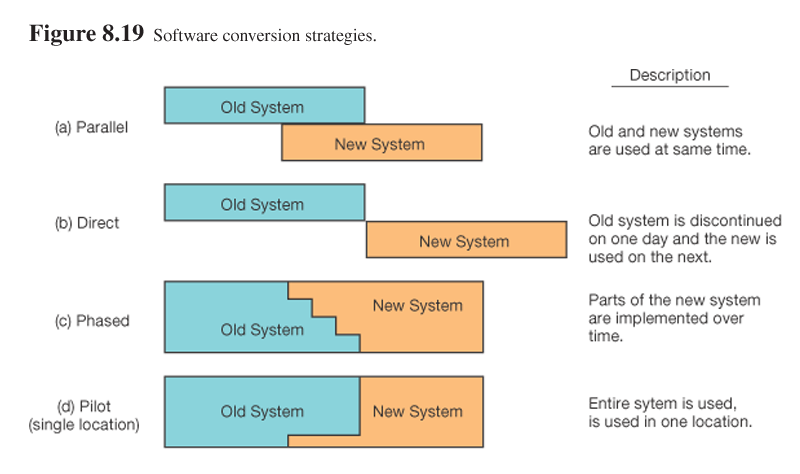 Figure 8.19 Software conversion strategies.
Description
(a) Parallel
Old System
New System
Old and new systems
are used at same time.
(b) Direct
Old System
New System
Old system is discontinued
on one day and the new is
used on the next.
(c) Phased
Old System
New System
Parts of the new system
are implemented over
time.
(d) Pilot
(single location)
Old System
New System
Entire sytem is used,
is used in one location.